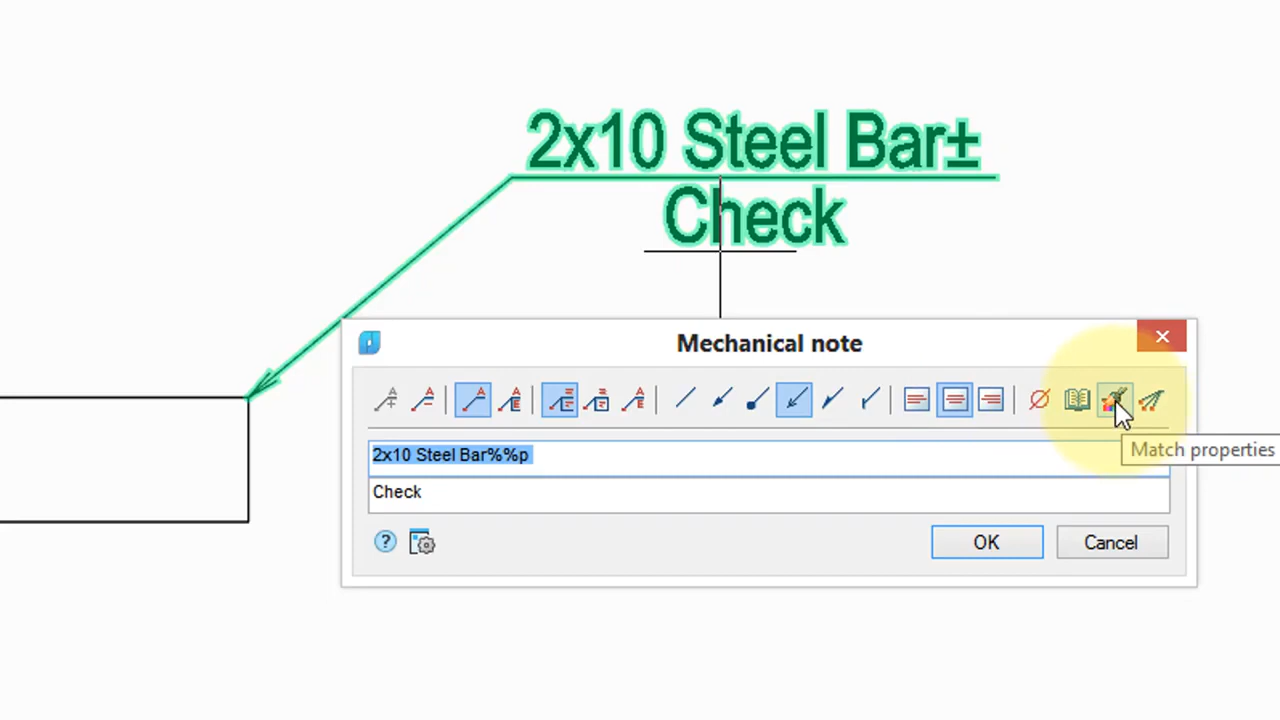 2x10 Steel Bar±
Check
Mechanical note
Match properties
2x10 Steel Bar%%p
Check
OK
Cancel